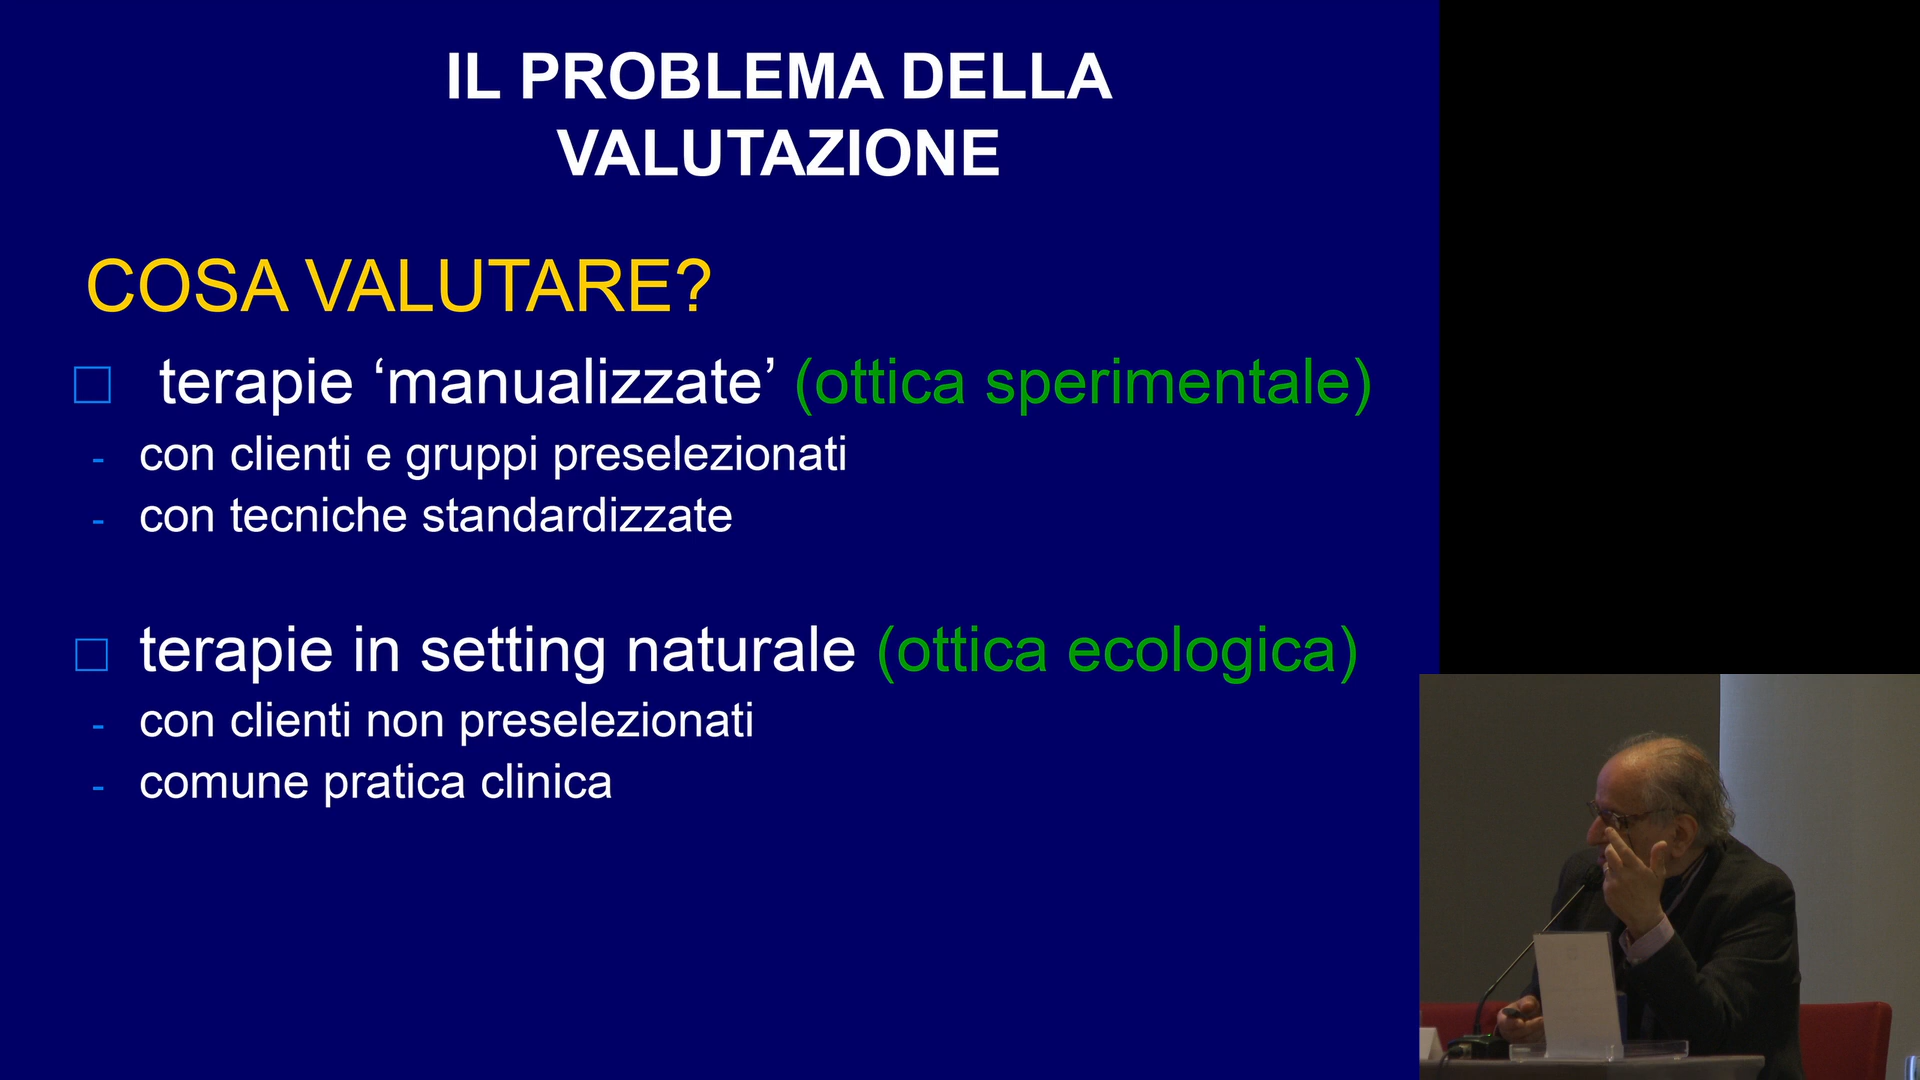 IL PROBLEMA DELLA
VALUTAZIONE
COSA VALUTARE?
□ terapie ‘manualizzate’ (ottica sperimentale)
- con clienti e gruppi preselezionati
- con tecniche standardizzate
□ terapie in setting naturale (ottica ecologica)
- con clienti non preselezionati
- comune pratica clinica